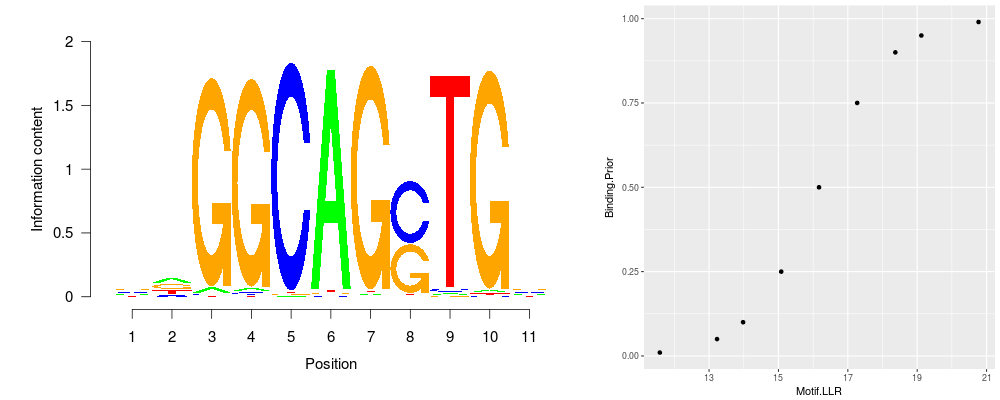 2
1.5
1
0.5
0
Information content
GGCAGCTG
G
1 2 3 4 5 6 7 8 9 10 11
Position
1.00
0.75
0.50
0.25
0.00
Binding.Prior
13 15 17 19 21
Motif.LLR